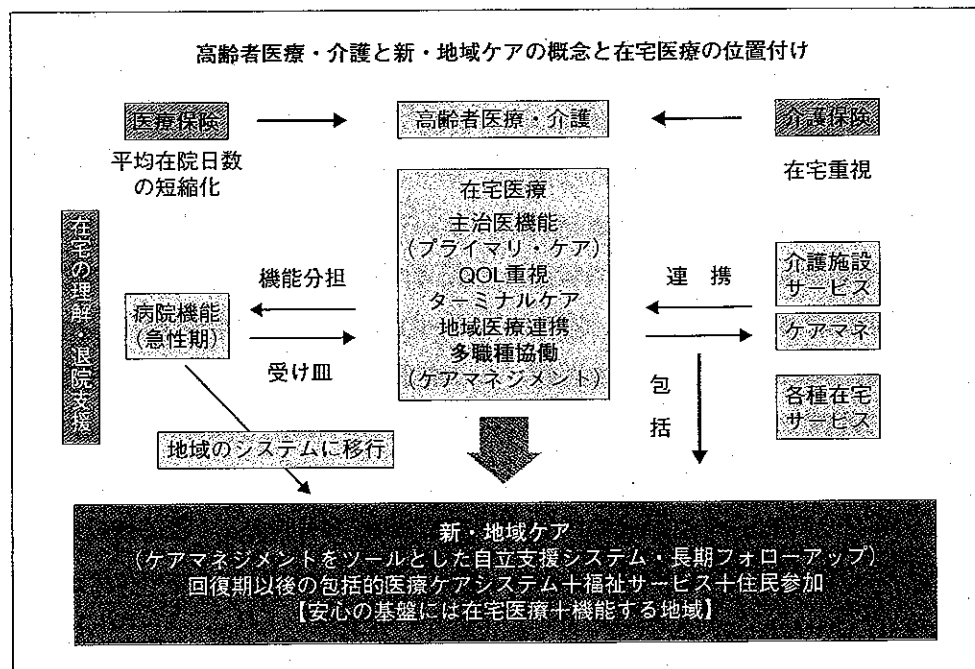 高齢者医療・介護と新・地域ケアの概念と在宅医療の位置付け
医療保険
高齢者医療・介護
介護保険
平均在院日数
の短縮化
在宅重視
在宅の理解・退院支援
在宅医療
主治医機能
(プライマリ・ケア)
QOL重視
ターミナルケア
地域医療連携
多職種協働
(ケアマネジメント)
機能分担
病院機能
(急性期)
受け皿
連携
介護施設
サービス
ケアマネ
包括
各種在宅
サービス
地域のシステムに移行
新・地域ケア
(ケアマネジメントをツールとした自立支援システム・長期フォローアップ)
回復期以後の包括的医療ケアシステム＋福祉サービス＋住民参加
【安心の基盤には在宅医療＋機能する地域】